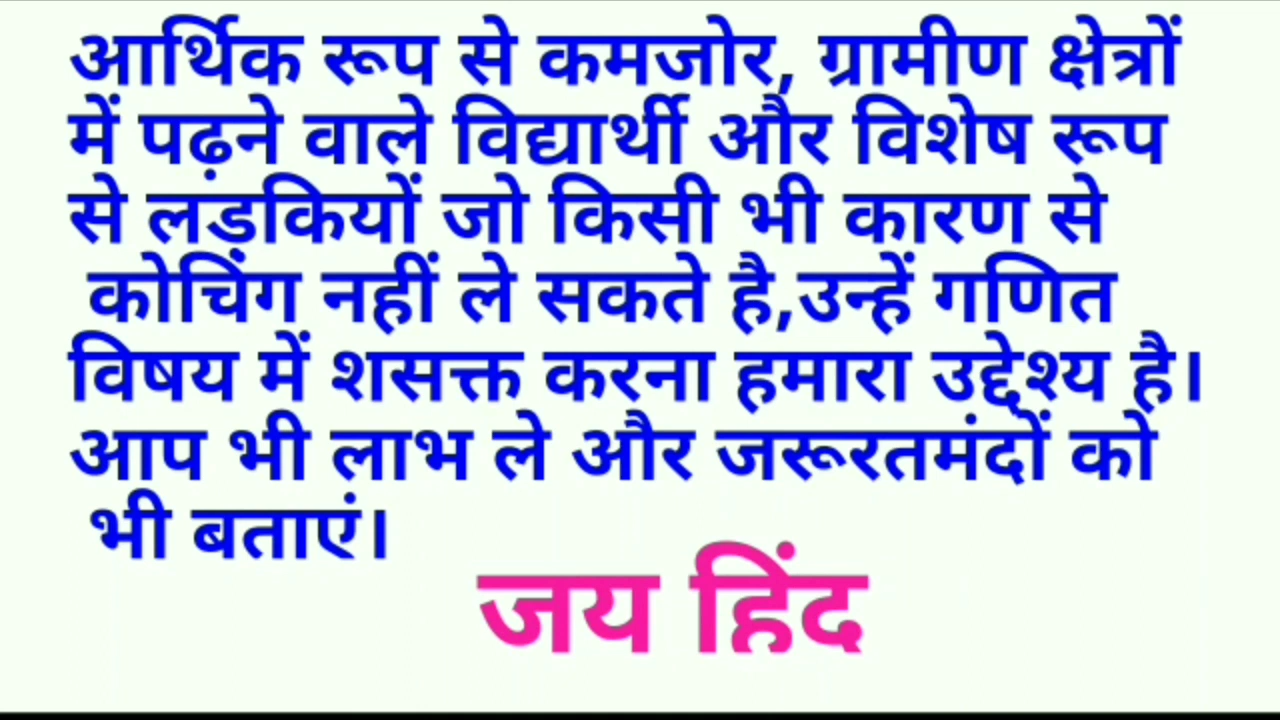 आर्थिक रूप से कमजोर, ग्रामीण क्षेत्रों
में पढ़ने वाले विद्यार्थी और विशेष रूप
से लड़कियों जो किसी भी कारण से
कोचिंग नहीं ले सकते है,उन्हें गणित
विषय में शसक्त करना हमारा उद्देश्य है।
आप भी लाभ ले और जरूरतमंदों को
भी बताएं।
जय हिंद